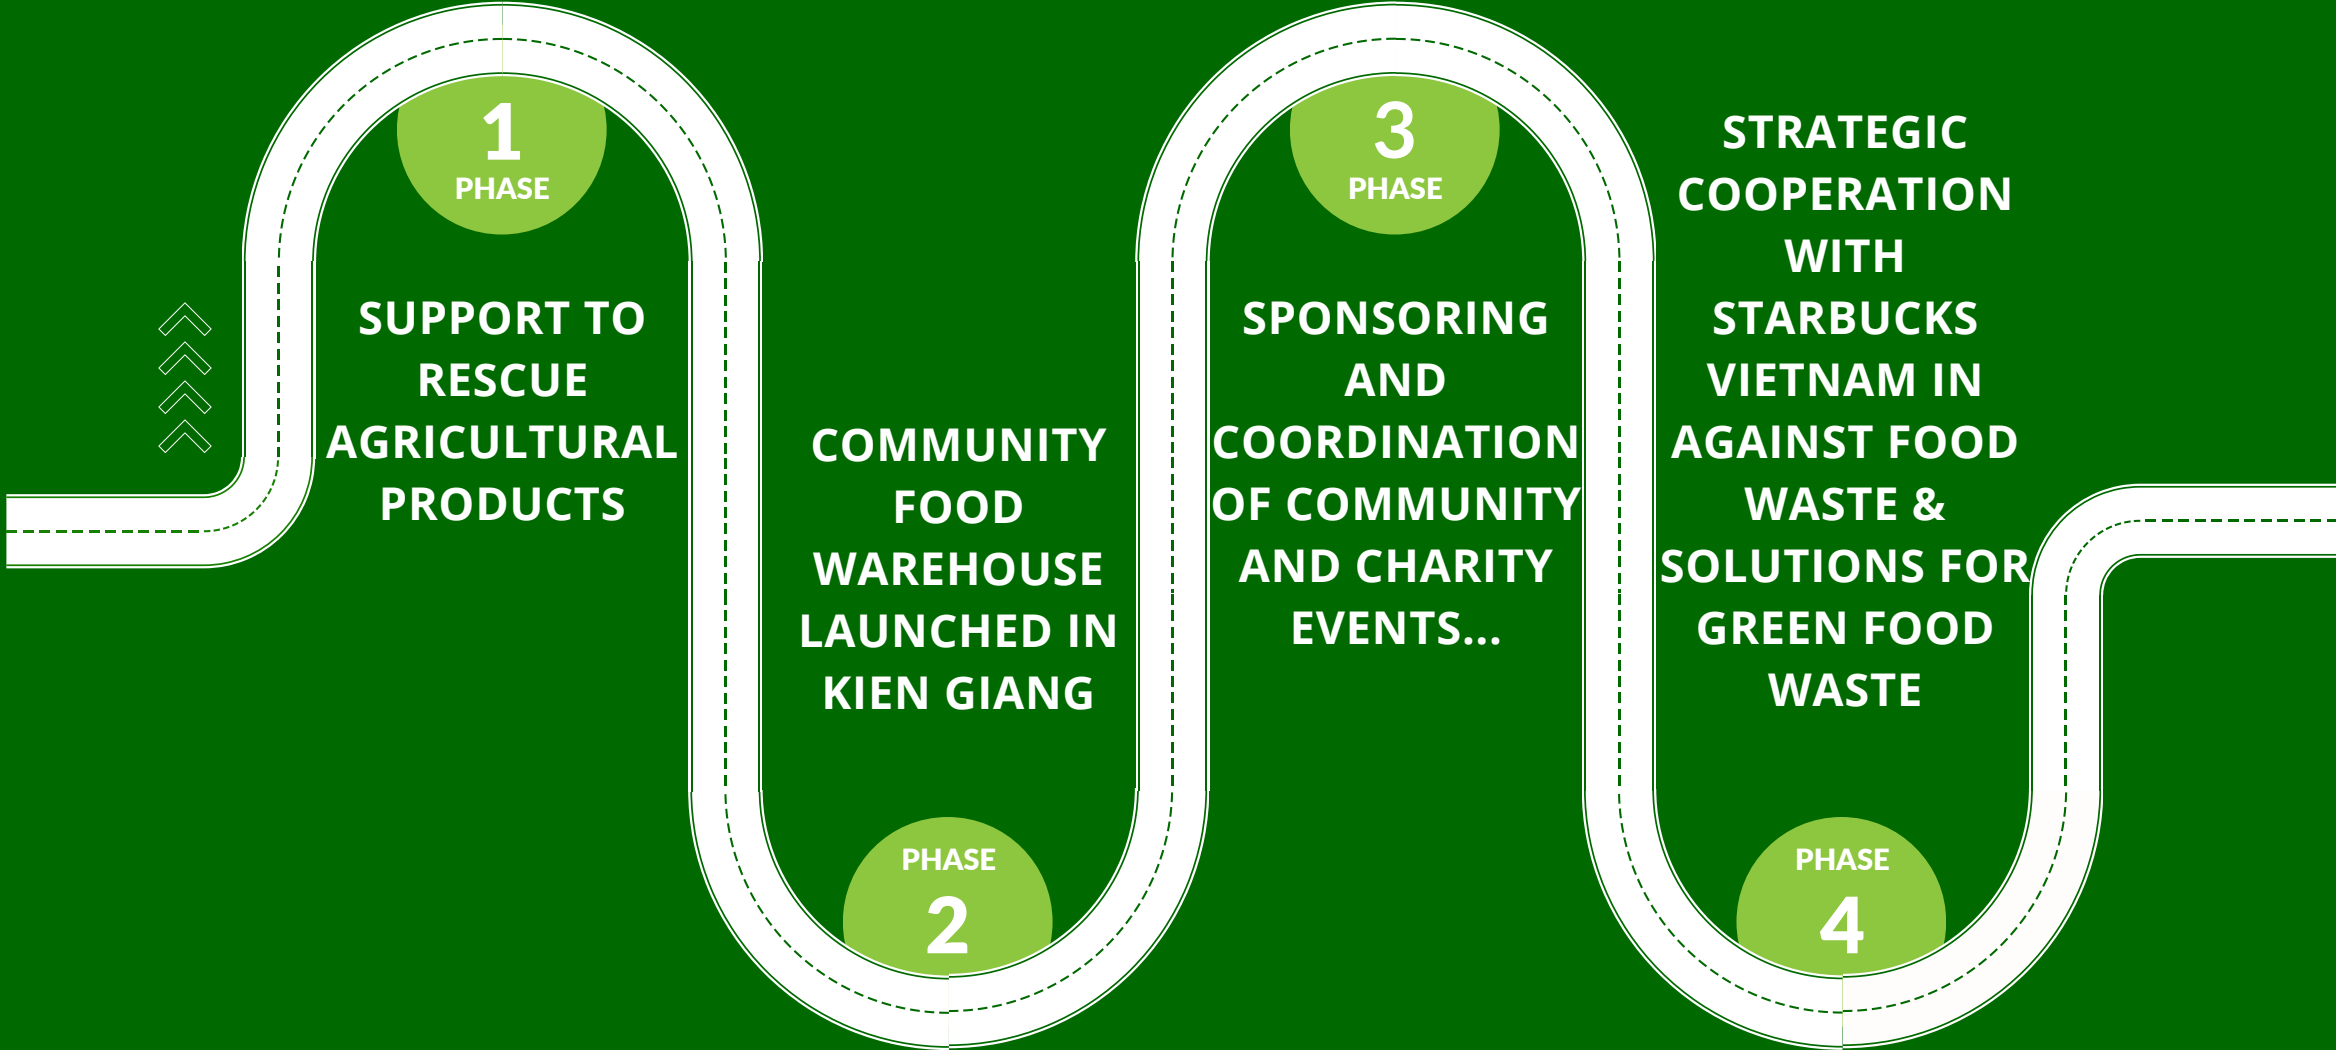 1
PHASE
SUPPORT TO
RESCUE
AGRICULTURAL
PRODUCTS
COMMUNITY
FOOD
WAREHOUSE
LAUNCHED IN
KIEN GIANG
PHASE
2
3
PHASE
SPONSORING
AND
COORDINATION
OF COMMUNITY
AND CHARITY
EVENTS...
STRATEGIC
COOPERATION
WITH
STARBUCKS
VIETNAM IN
AGAINST FOOD
WASTE &
SOLUTIONS FOR
GREEN FOOD
WASTE
PHASE
4